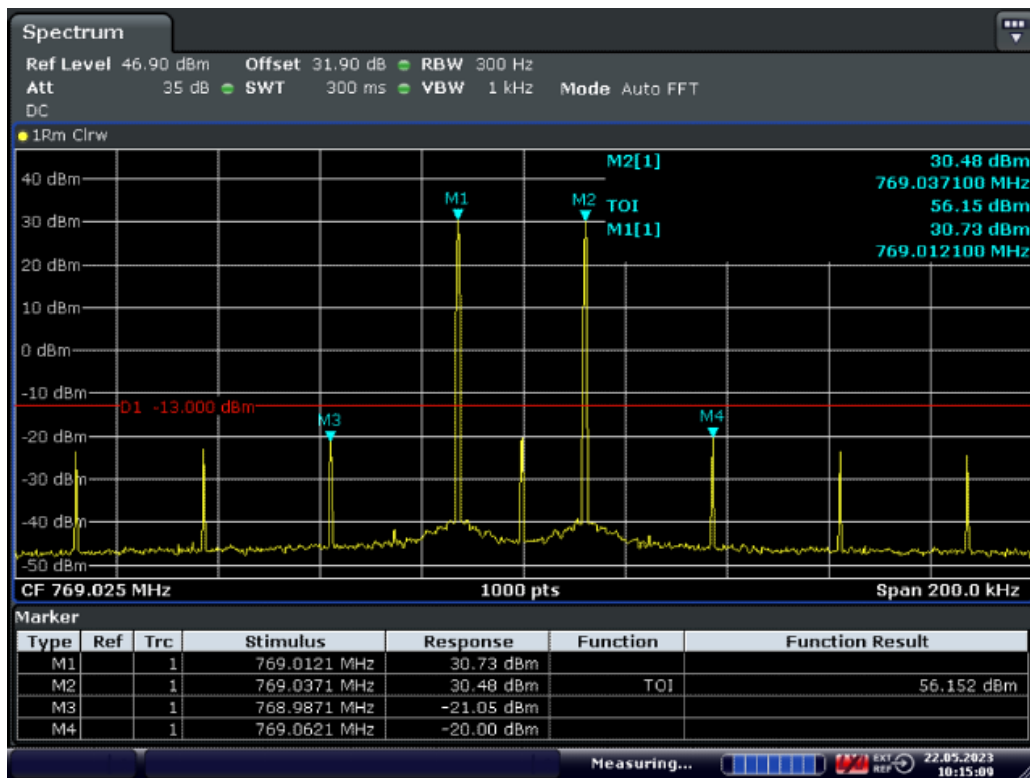 Spectrum
Ref Level 46.90 dBm Offset 31.90 dB RBW 300 Hz
Att 35 dB SWT 300 ms VBW 1 kHz Mode Auto FFT
DC
1Rm Clrw
M2[1] 30.48 dBm
769.037100 MHz
TOI 56.15 dBm
M1[1] 30.73 dBm
769.012100 MHz
40 dBm
M1
M2
30 dBm
20 dBm
10 dBm
0 dBm
-10 dBm
D1 -13.000 dBm
M3
M4
-20 dBm
-30 dBm
-40 dBm
-50 dBm
CF 769.025 MHz 1000 pts Span 200.0 kHz
Marker
Type Ref Trc Stimulus Response Function Function Result
M1 1 769.0121 MHz 30.73 dBm
M2 1 769.0371 MHz 30.48 dBm TOI 56.152 dBm
M3 1 768.9871 MHz -21.05 dBm
M4 1 769.0621 MHz -20.00 dBm
Measuring... EXT REF 22.05.2023
10:15:09